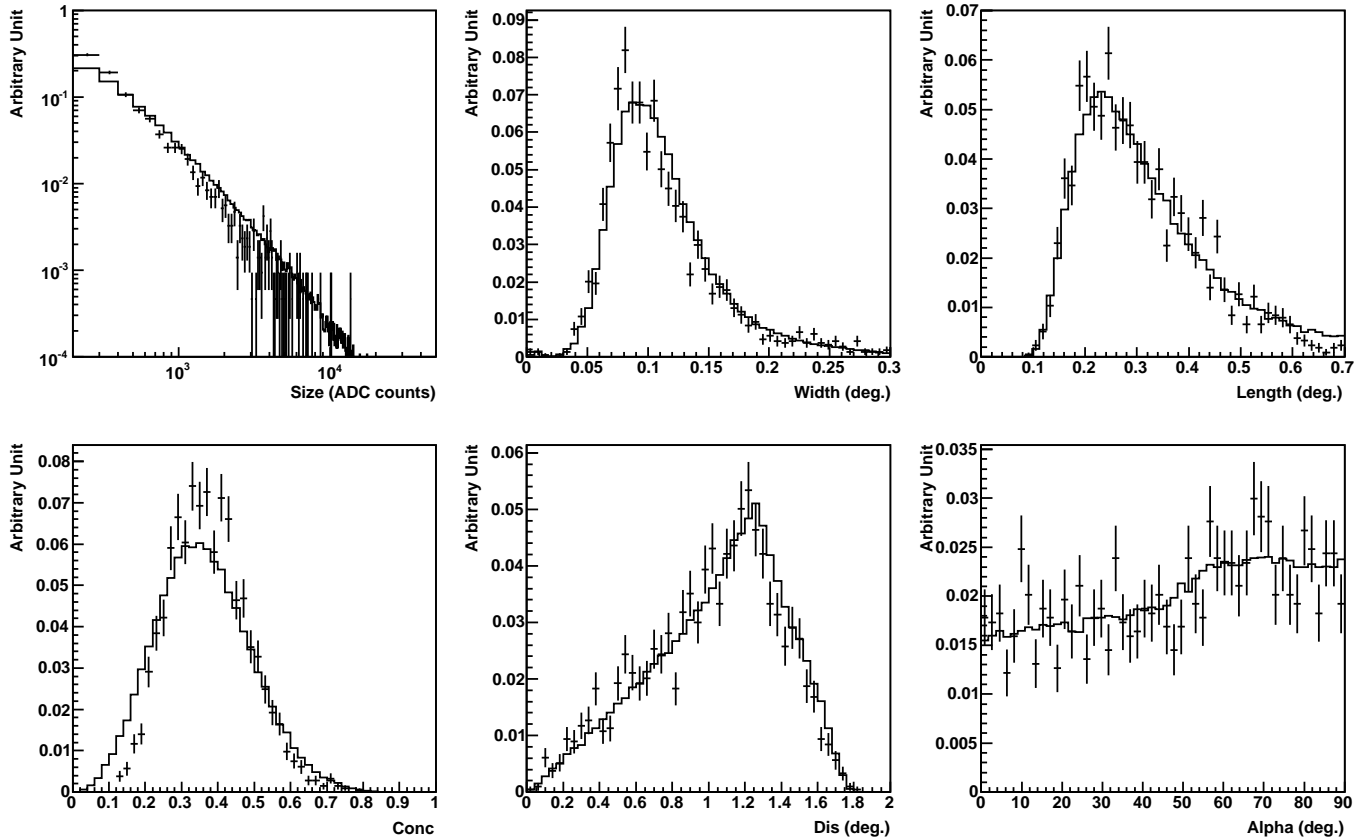 Arbitrary Unit
1
10-1
10-2
10-3
10-4
103
104
Size (ADC counts)
Arbitrary Unit
0.09
0.08
0.07
0.06
0.05
0.04
0.03
0.02
0.01
0
0 0.05 0.1 0.15 0.2 0.25 0.3
Width (deg.)
Arbitrary Unit
0.07
0.06
0.05
0.04
0.03
0.02
0.01
0
0 0.1 0.2 0.3 0.4 0.5 0.6 0.7
Length (deg.)
Arbitrary Unit
0.08
0.07
0.06
0.05
0.04
0.03
0.02
0.01
0
0 0.1 0.2 0.3 0.4 0.5 0.6 0.7 0.8 0.9 1
Conc
Arbitrary Unit
0.06
0.05
0.04
0.03
0.02
0.01
0
0 0.2 0.4 0.6 0.8 1 1.2 1.4 1.6 1.8 2
Dis (deg.)
Arbitrary Unit
0.035
0.03
0.025
0.02
0.015
0.01
0.005
0
0 10 20 30 40 50 60 70 80 90
Alpha (deg.)